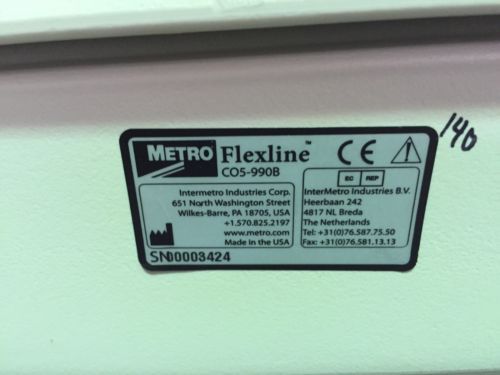 METRO Flexline™
CO5-990B
Intermetro Industries Corp.
651 North Washington Street
Wilkes-Barre, PA 18705, USA
+1.570.825.2197
www.metro.com
Made in the USA
SN00003424
EC REP
InterMetro Industries B.V.
Heerbaan 242
4817 NL Breda
The Netherlands
Tel: +31(0)76.587.75.50
Fax: +31(0)76.581.13.13
CE
140